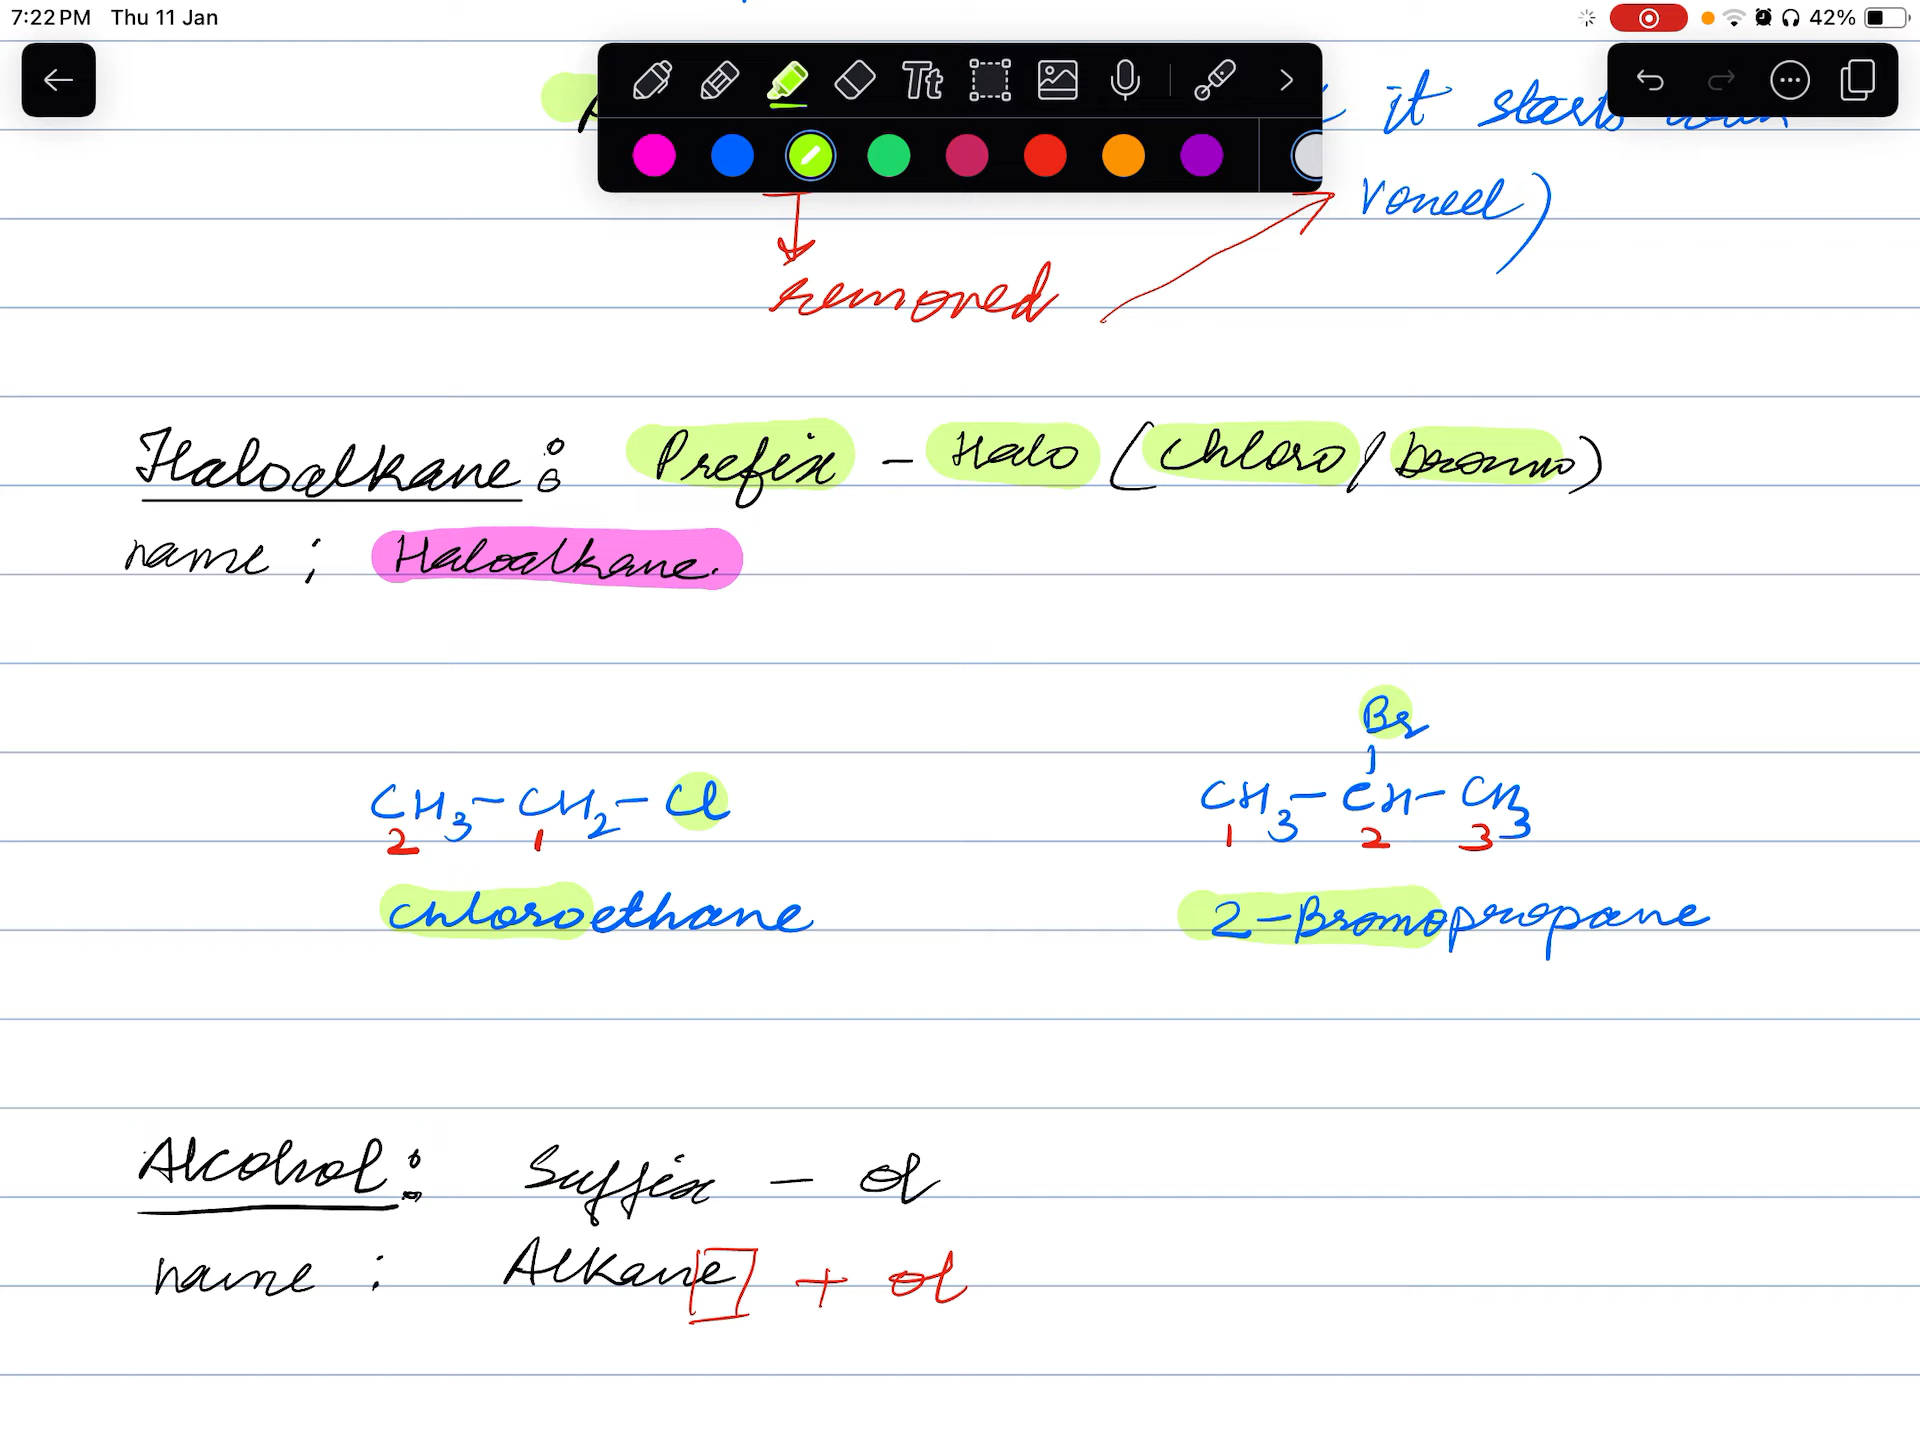 7:22 PM Thu 11 Jan 42%
Tt
it starts with
vowel)
removed
Haloalkane: Prefix - Halo (chloro/bromo)
name ; Haloalkane.
Br
CH3-CH2-Cl CH3-CH-CH3
2 1 1 2 3
chloroethane 2-Bromopropane
Alcohol: Suffix - ol
name : Alkane + ol